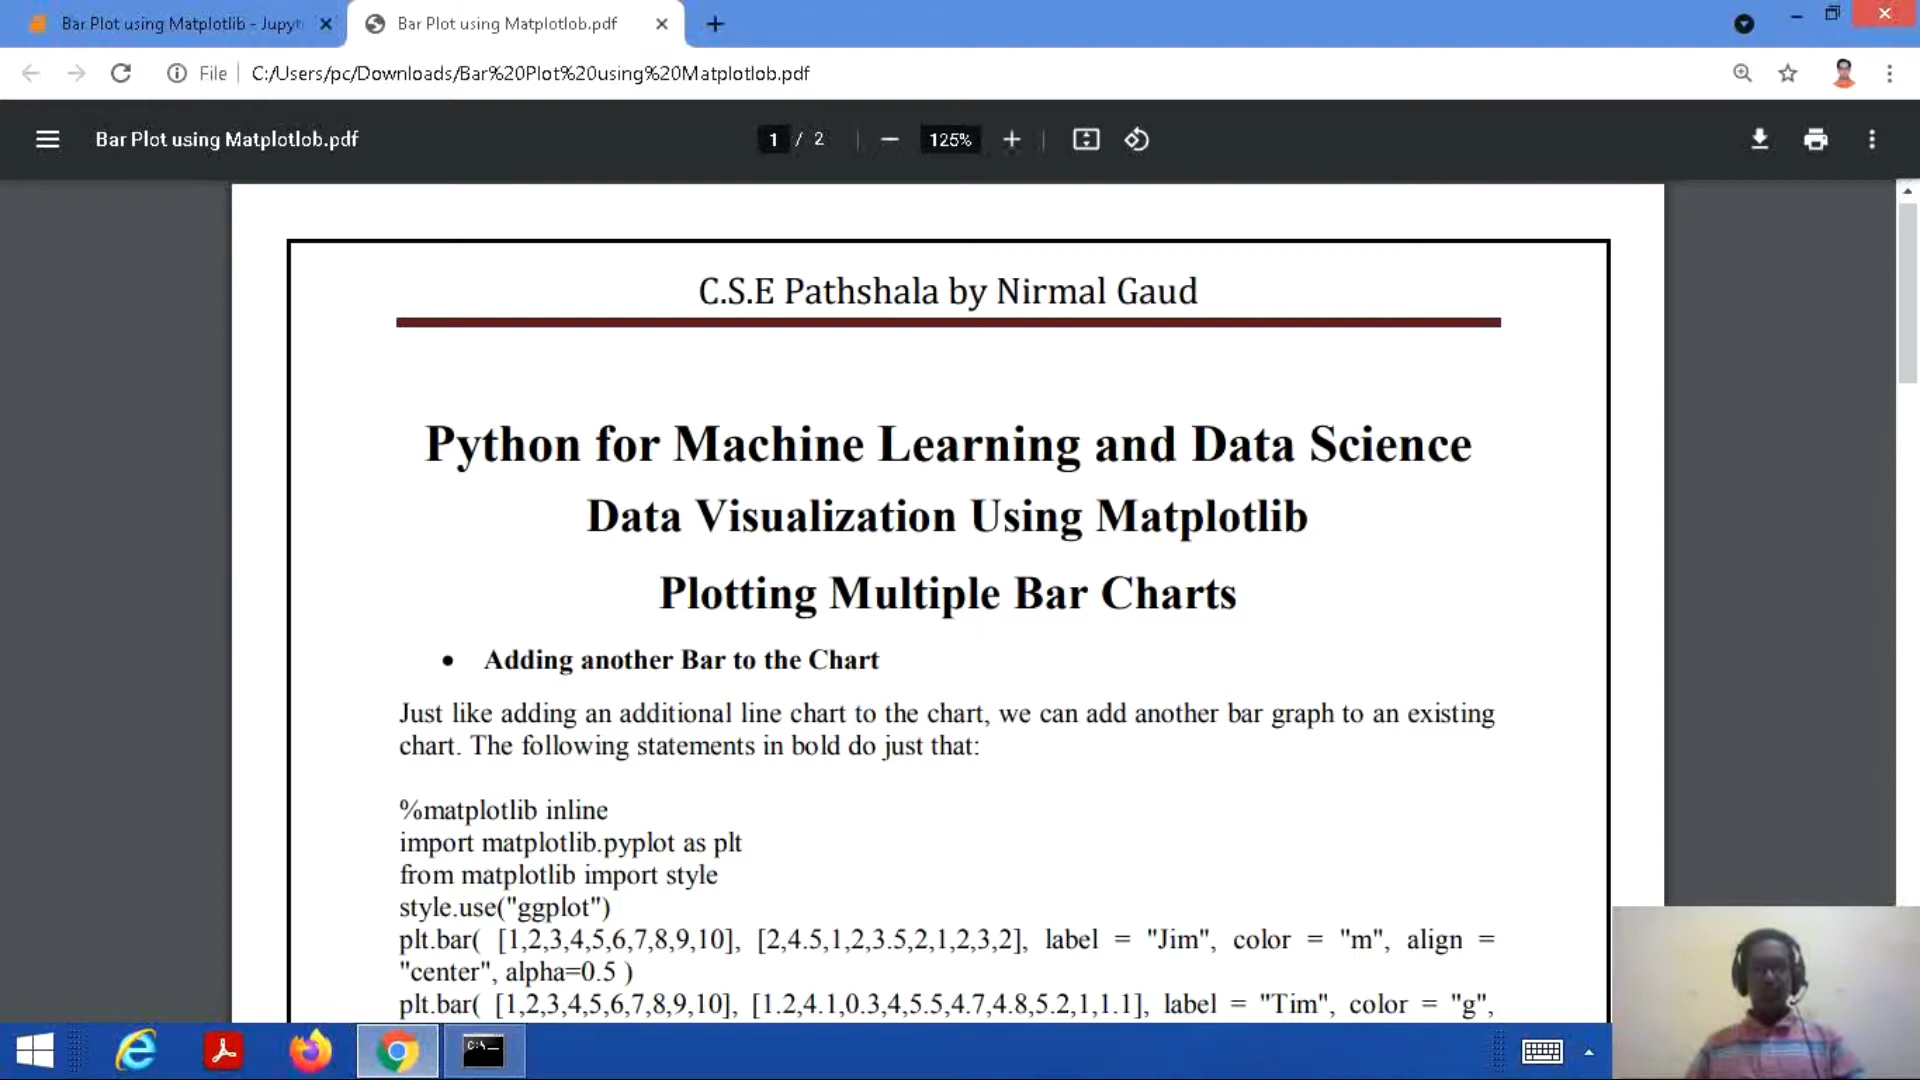 Bar Plot using Matplotlib - Jupyt
Bar Plot using Matplotlob.pdf
File
C:/Users/pc/Downloads/Bar%20Plot%20using%20Matplotlob.pdf
Bar Plot using Matplotlob.pdf
1 / 2
125%
C.S.E Pathshala by Nirmal Gaud
Python for Machine Learning and Data Science
Data Visualization Using Matplotlib
Plotting Multiple Bar Charts
• Adding another Bar to the Chart
Just like adding an additional line chart to the chart, we can add another bar graph to an existing
chart. The following statements in bold do just that:
%matplotlib inline
import matplotlib.pyplot as plt
from matplotlib import style
style.use("ggplot")
plt.bar( [1,2,3,4,5,6,7,8,9,10], [2,4.5,1,2,3.5,2,1,2,3,2], label = "Jim", color = "m", align =
"center", alpha=0.5 )
plt.bar( [1,2,3,4,5,6,7,8,9,10], [1.2,4.1,0.3,4,5.5,4.7,4.8,5.2,1,1.1], label = "Tim", color = "g",
C:\_